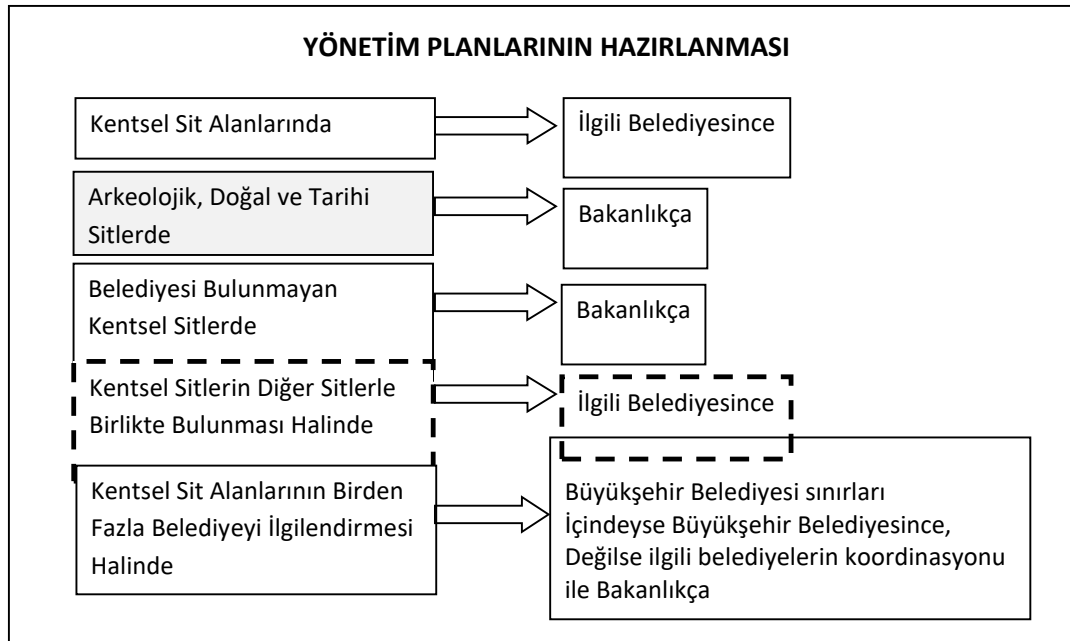 YÖNETİM PLANLARININ HAZIRLANMASI
Kentsel Sit Alanlarında
İlgili Belediyesince
Arkeolojik, Doğal ve Tarihi
Sitlerde
Bakanlıkça
Belediyesi Bulunmayan
Kentsel Sitlerde
Bakanlıkça
Kentsel Sitlerin Diğer Sitlerle
Birlikte Bulunması Halinde
İlgili Belediyesince
Kentsel Sit Alanlarının Birden
Fazla Belediyeyi İlgilendirmesi
Halinde
Büyükşehir Belediyesi sınırları
İçindeyse Büyükşehir Belediyesince,
Değilse ilgili belediyelerin koordinasyonu
ile Bakanlıkça